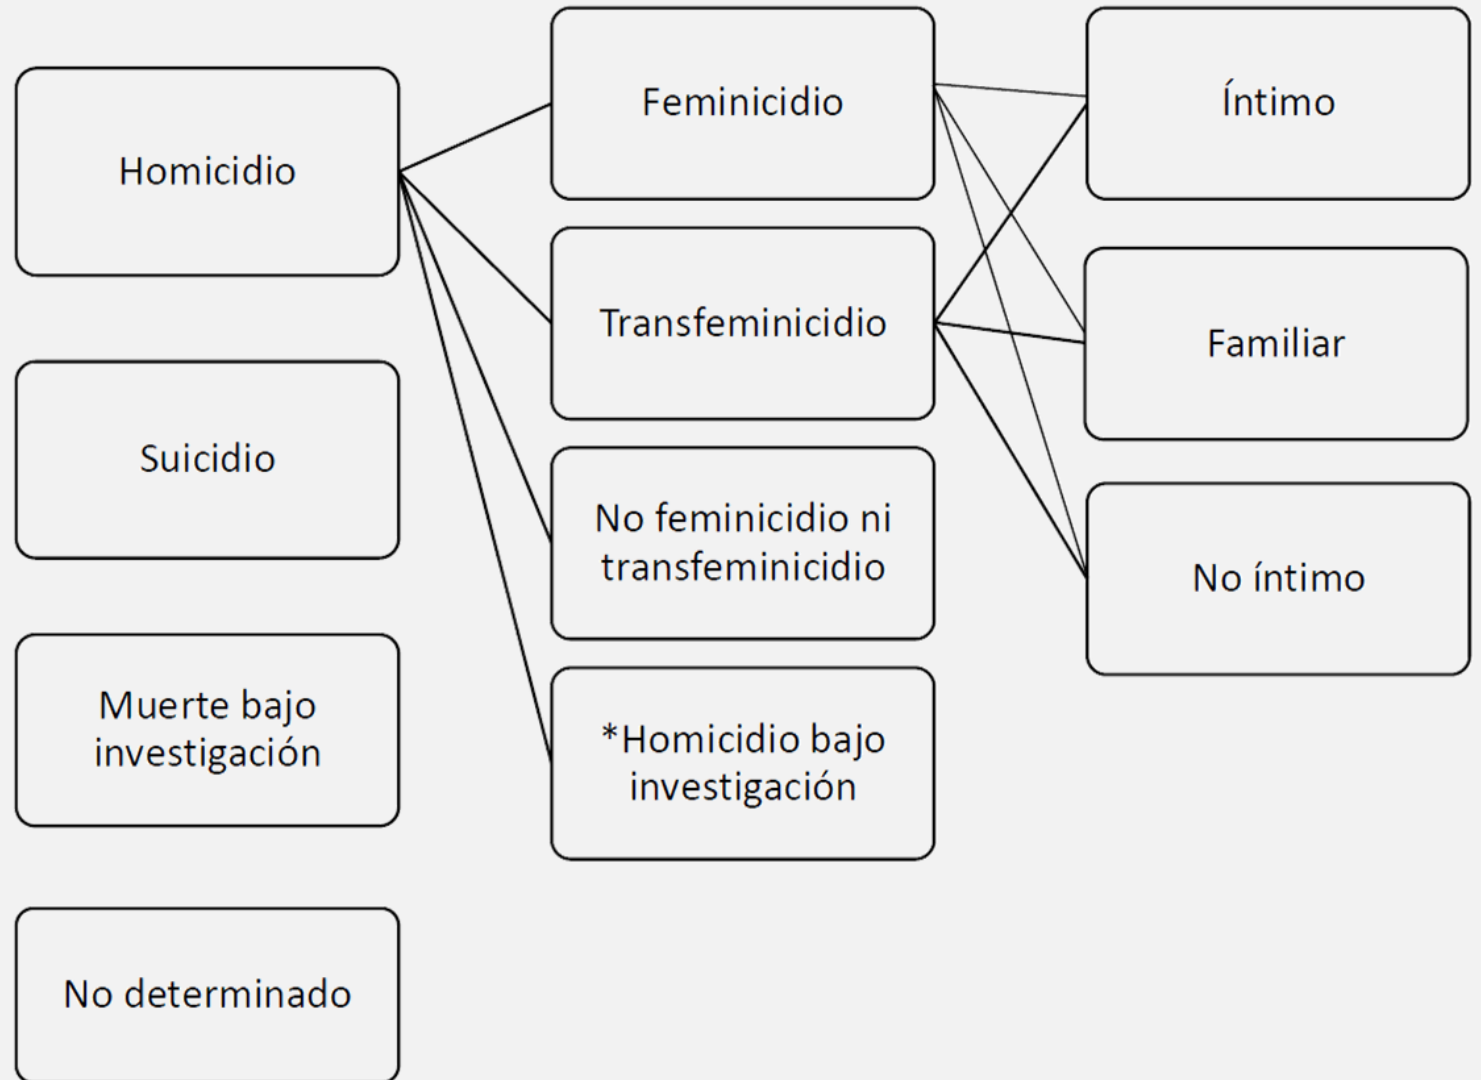 Homicidio
Suicidio
Muerte bajo
investigación
No determinado
Feminicidio
Transfeminicidio
No feminicidio ni
transfeminicidio
*Homicidio bajo
investigación
Íntimo
Familiar
No íntimo